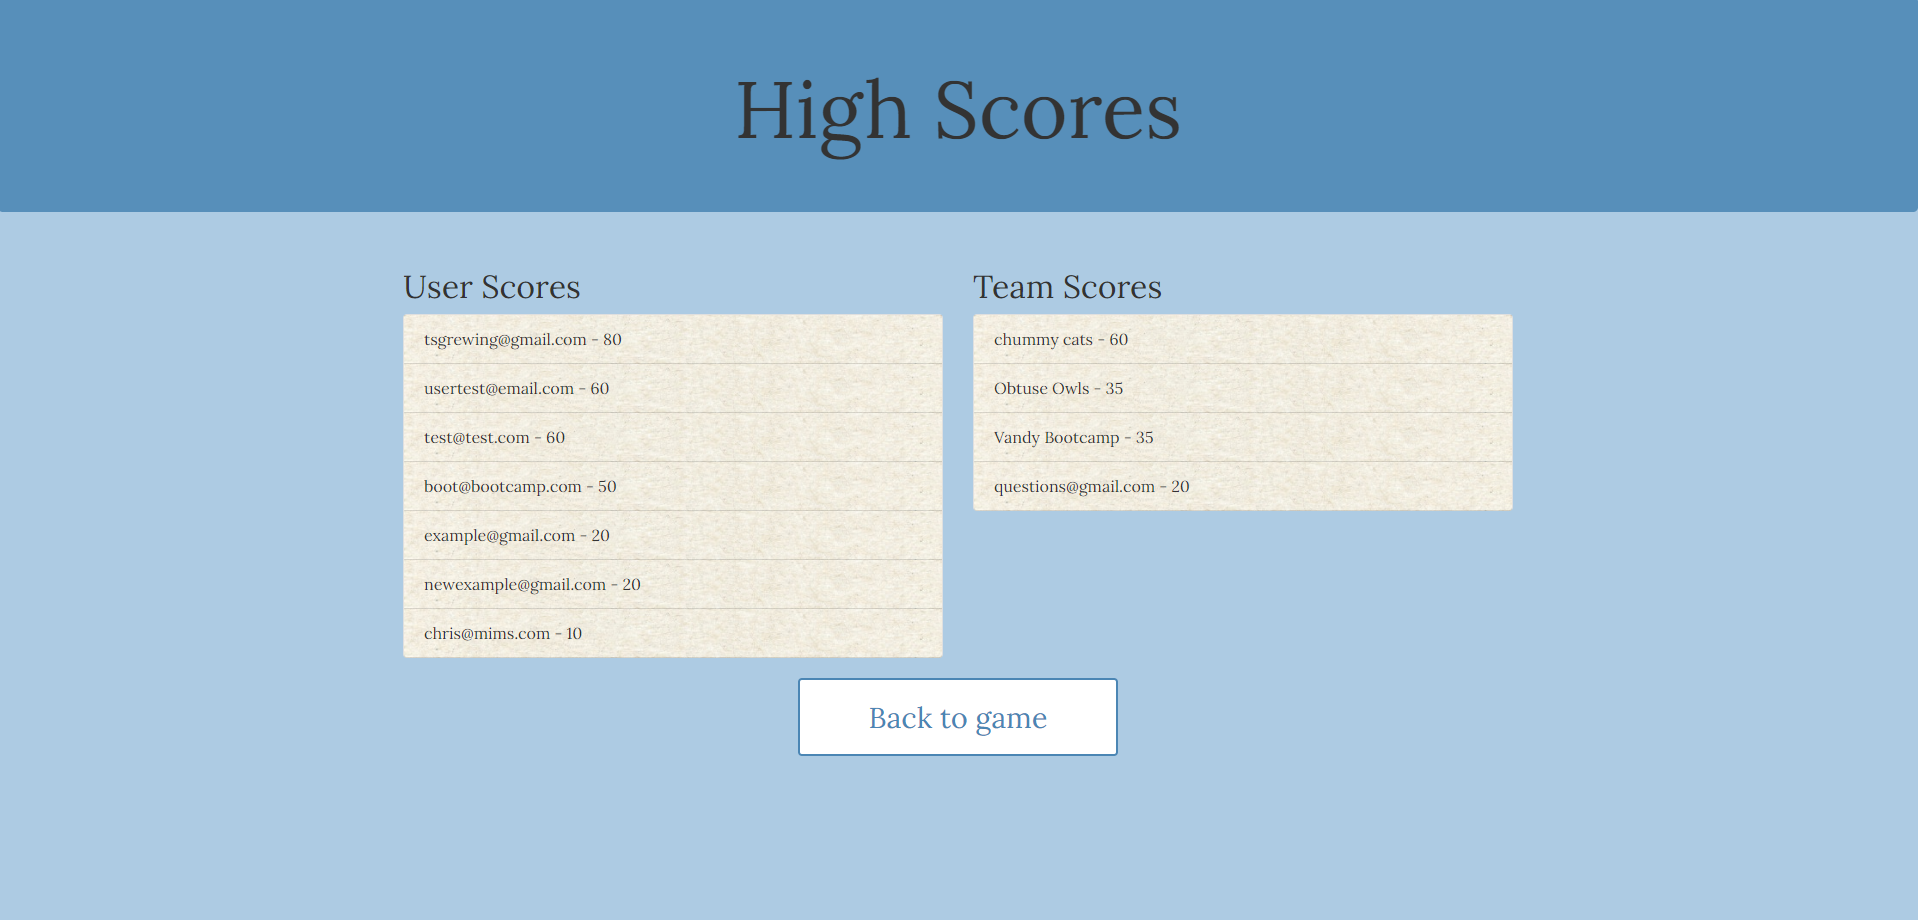 High Scores
User Scores
tsgrewing@gmail.com - 80
usertest@email.com - 60
test@test.com - 60
boot@bootcamp.com - 50
example@gmail.com - 20
newexample@gmail.com - 20
chris@mims.com - 10
Team Scores
chummy cats - 60
Obtuse Owls - 35
Vandy Bootcamp - 35
questions@gmail.com - 20
Back to game